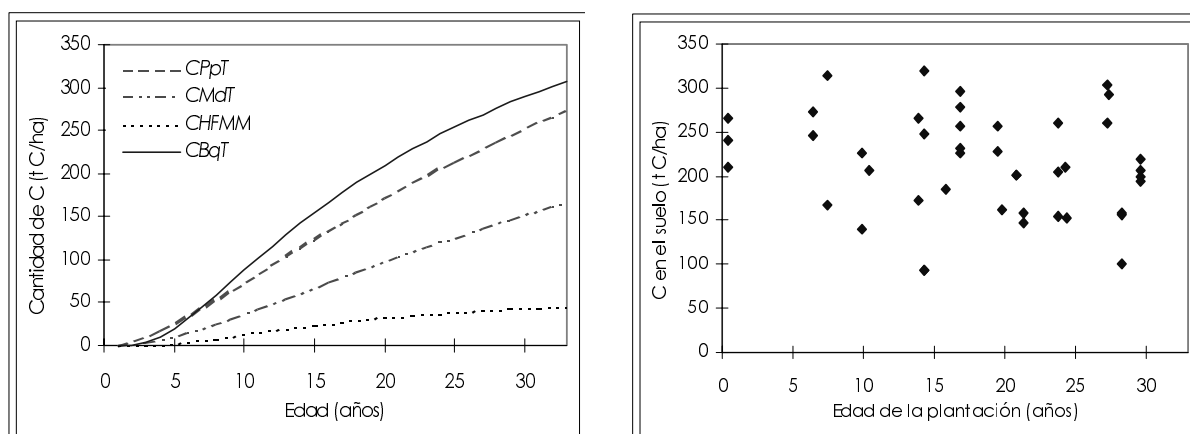 350
300
250
200
150
100
50
0
Cantidad de C (t C/ha)
CPpT
CMdT
CHFMM
CBqT
0 5 10 15 20 25 30
Edad (años)
350
300
250
200
150
100
50
0
C en el suelo (t C/ha)
0 5 10 15 20 25 30
Edad de la plantación (años)